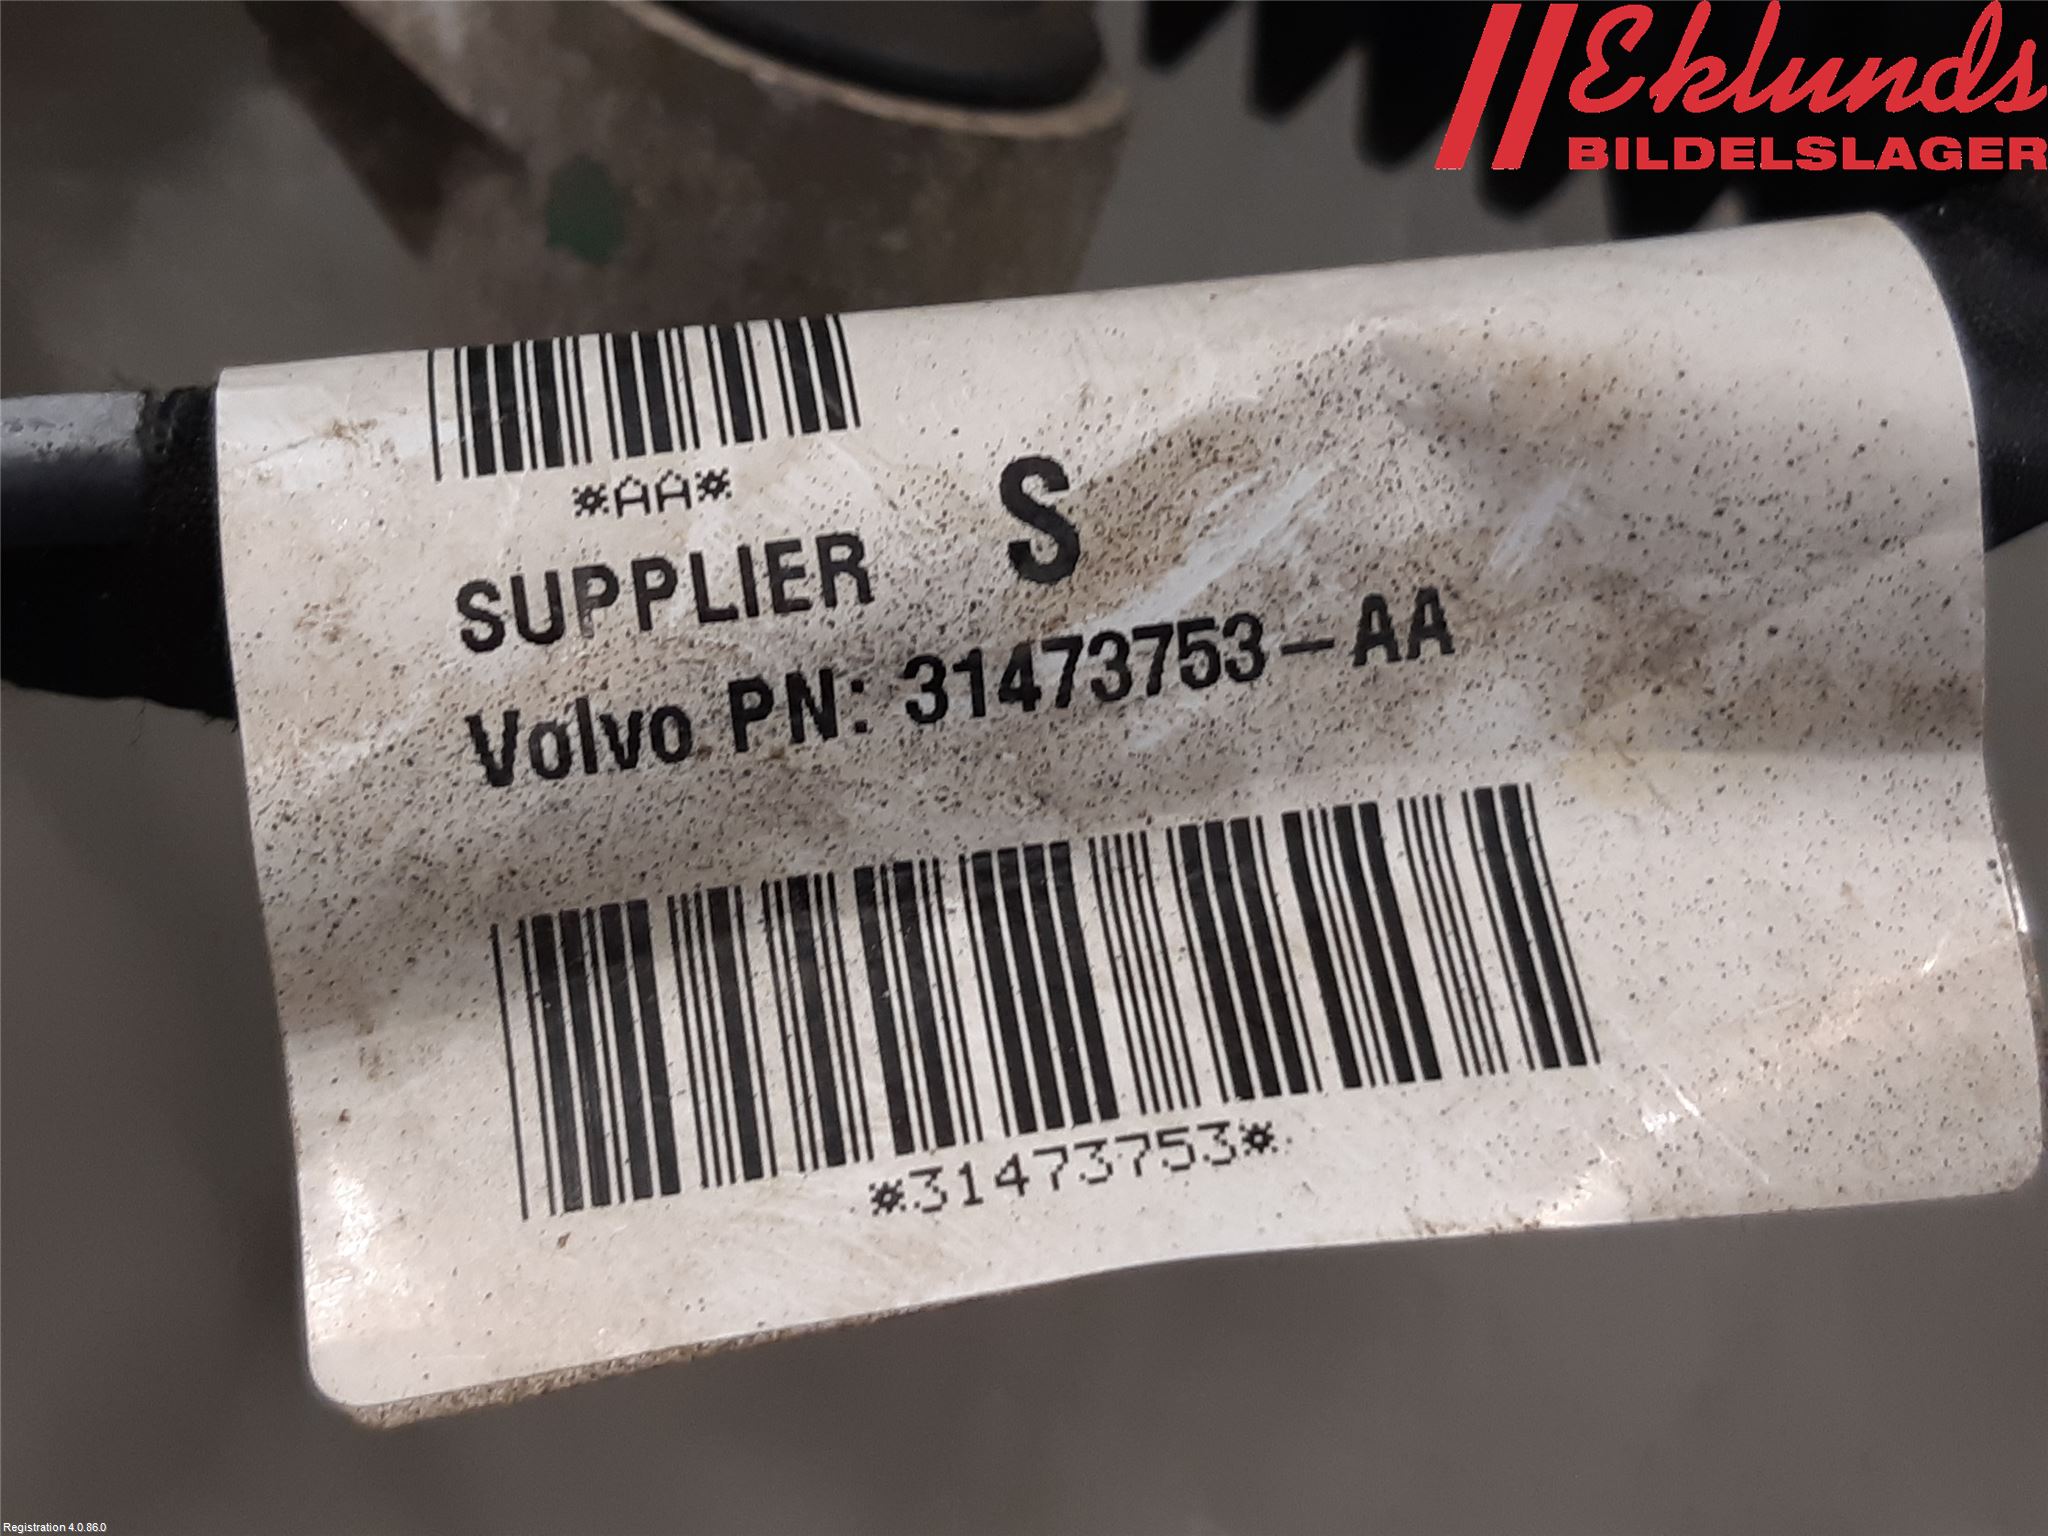 Eklunds
BILDELSLAGER
*AA*
SUPPLIER S
Volvo PN: 31473753-AA
*31473753*
Registration 4.0.86.0